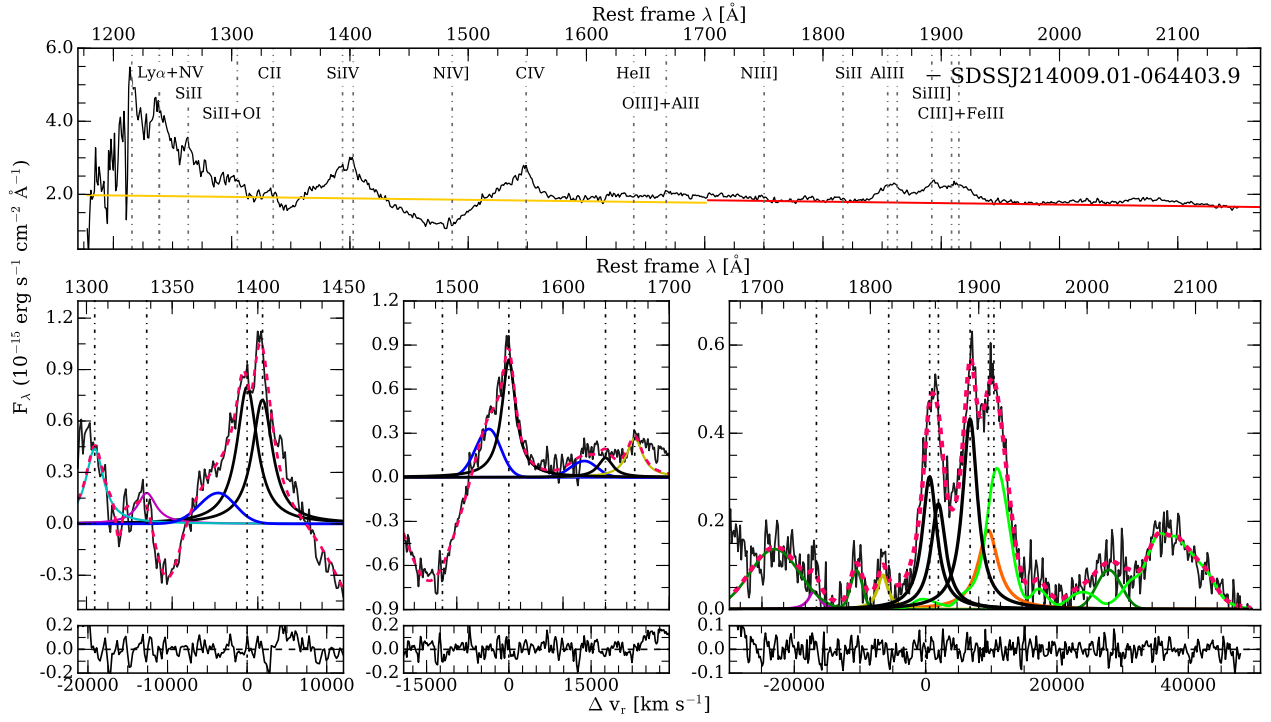 Rest frame λ [Å]
1200 1300 1400 1500 1600 1700 1800 1900 2000 2100
6.0
4.0
2.0
Lyα+NV
SiII
SiII+OI
CII
SiIV
NIV]
CIV
HeII
OIII]+AlII
NIII]
SiII
AlIII
SiIII]
CIII]+FeIII
— SDSSJ214009.01-064403.9
F_λ (10⁻¹⁵ erg s⁻¹ cm⁻² Å⁻¹)
Rest frame λ [Å]
1300 1350 1400 1450
1500 1600 1700
1700 1800 1900 2000 2100
1.2
0.9
0.6
0.3
0.0
-0.3
1.2
0.9
0.6
0.3
0.0
-0.3
-0.6
-0.9
0.6
0.4
0.2
0.0
0.2
0.0
-0.2
0.2
0.0
-0.2
0.1
0.0
-0.1
-20000 -10000 0 10000
-15000 0 15000
-20000 0 20000 40000
Δ v_r [km s⁻¹]